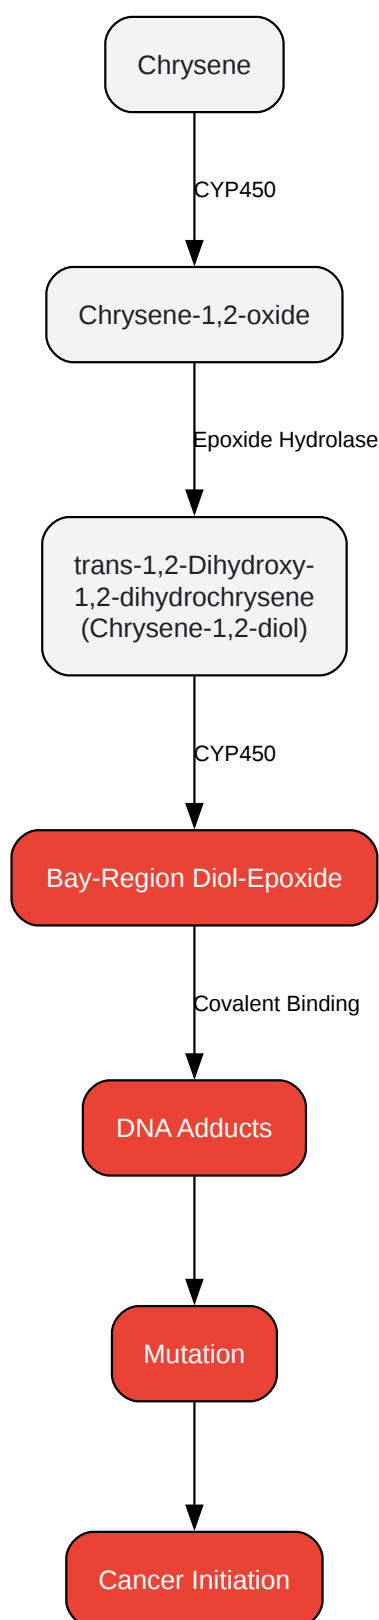 Chrysene
CYP450
Chrysene-1,2-oxide
Epoxide Hydrolase
trans-1,2-Dihydroxy-
1,2-dihydrochrysene
(Chrysene-1,2-diol)
CYP450
Bay-Region Diol-Epoxide
Covalent Binding
DNA Adducts
Mutation
Cancer Initiation